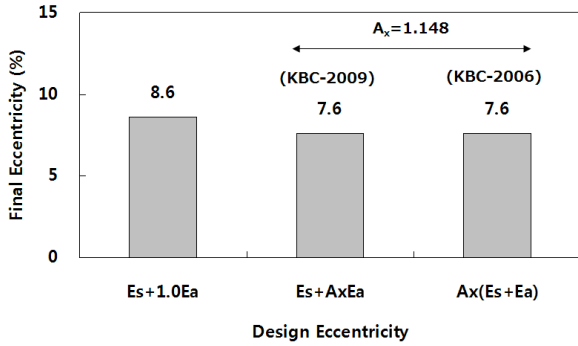 15
10
5
0
Final Eccentricity (%)
Aₓ=1.148
(KBC-2009)
(KBC-2006)
8.6
7.6
7.6
Es+1.0Ea
Es+AxEa
Ax(Es+Ea)
Design Eccentricity